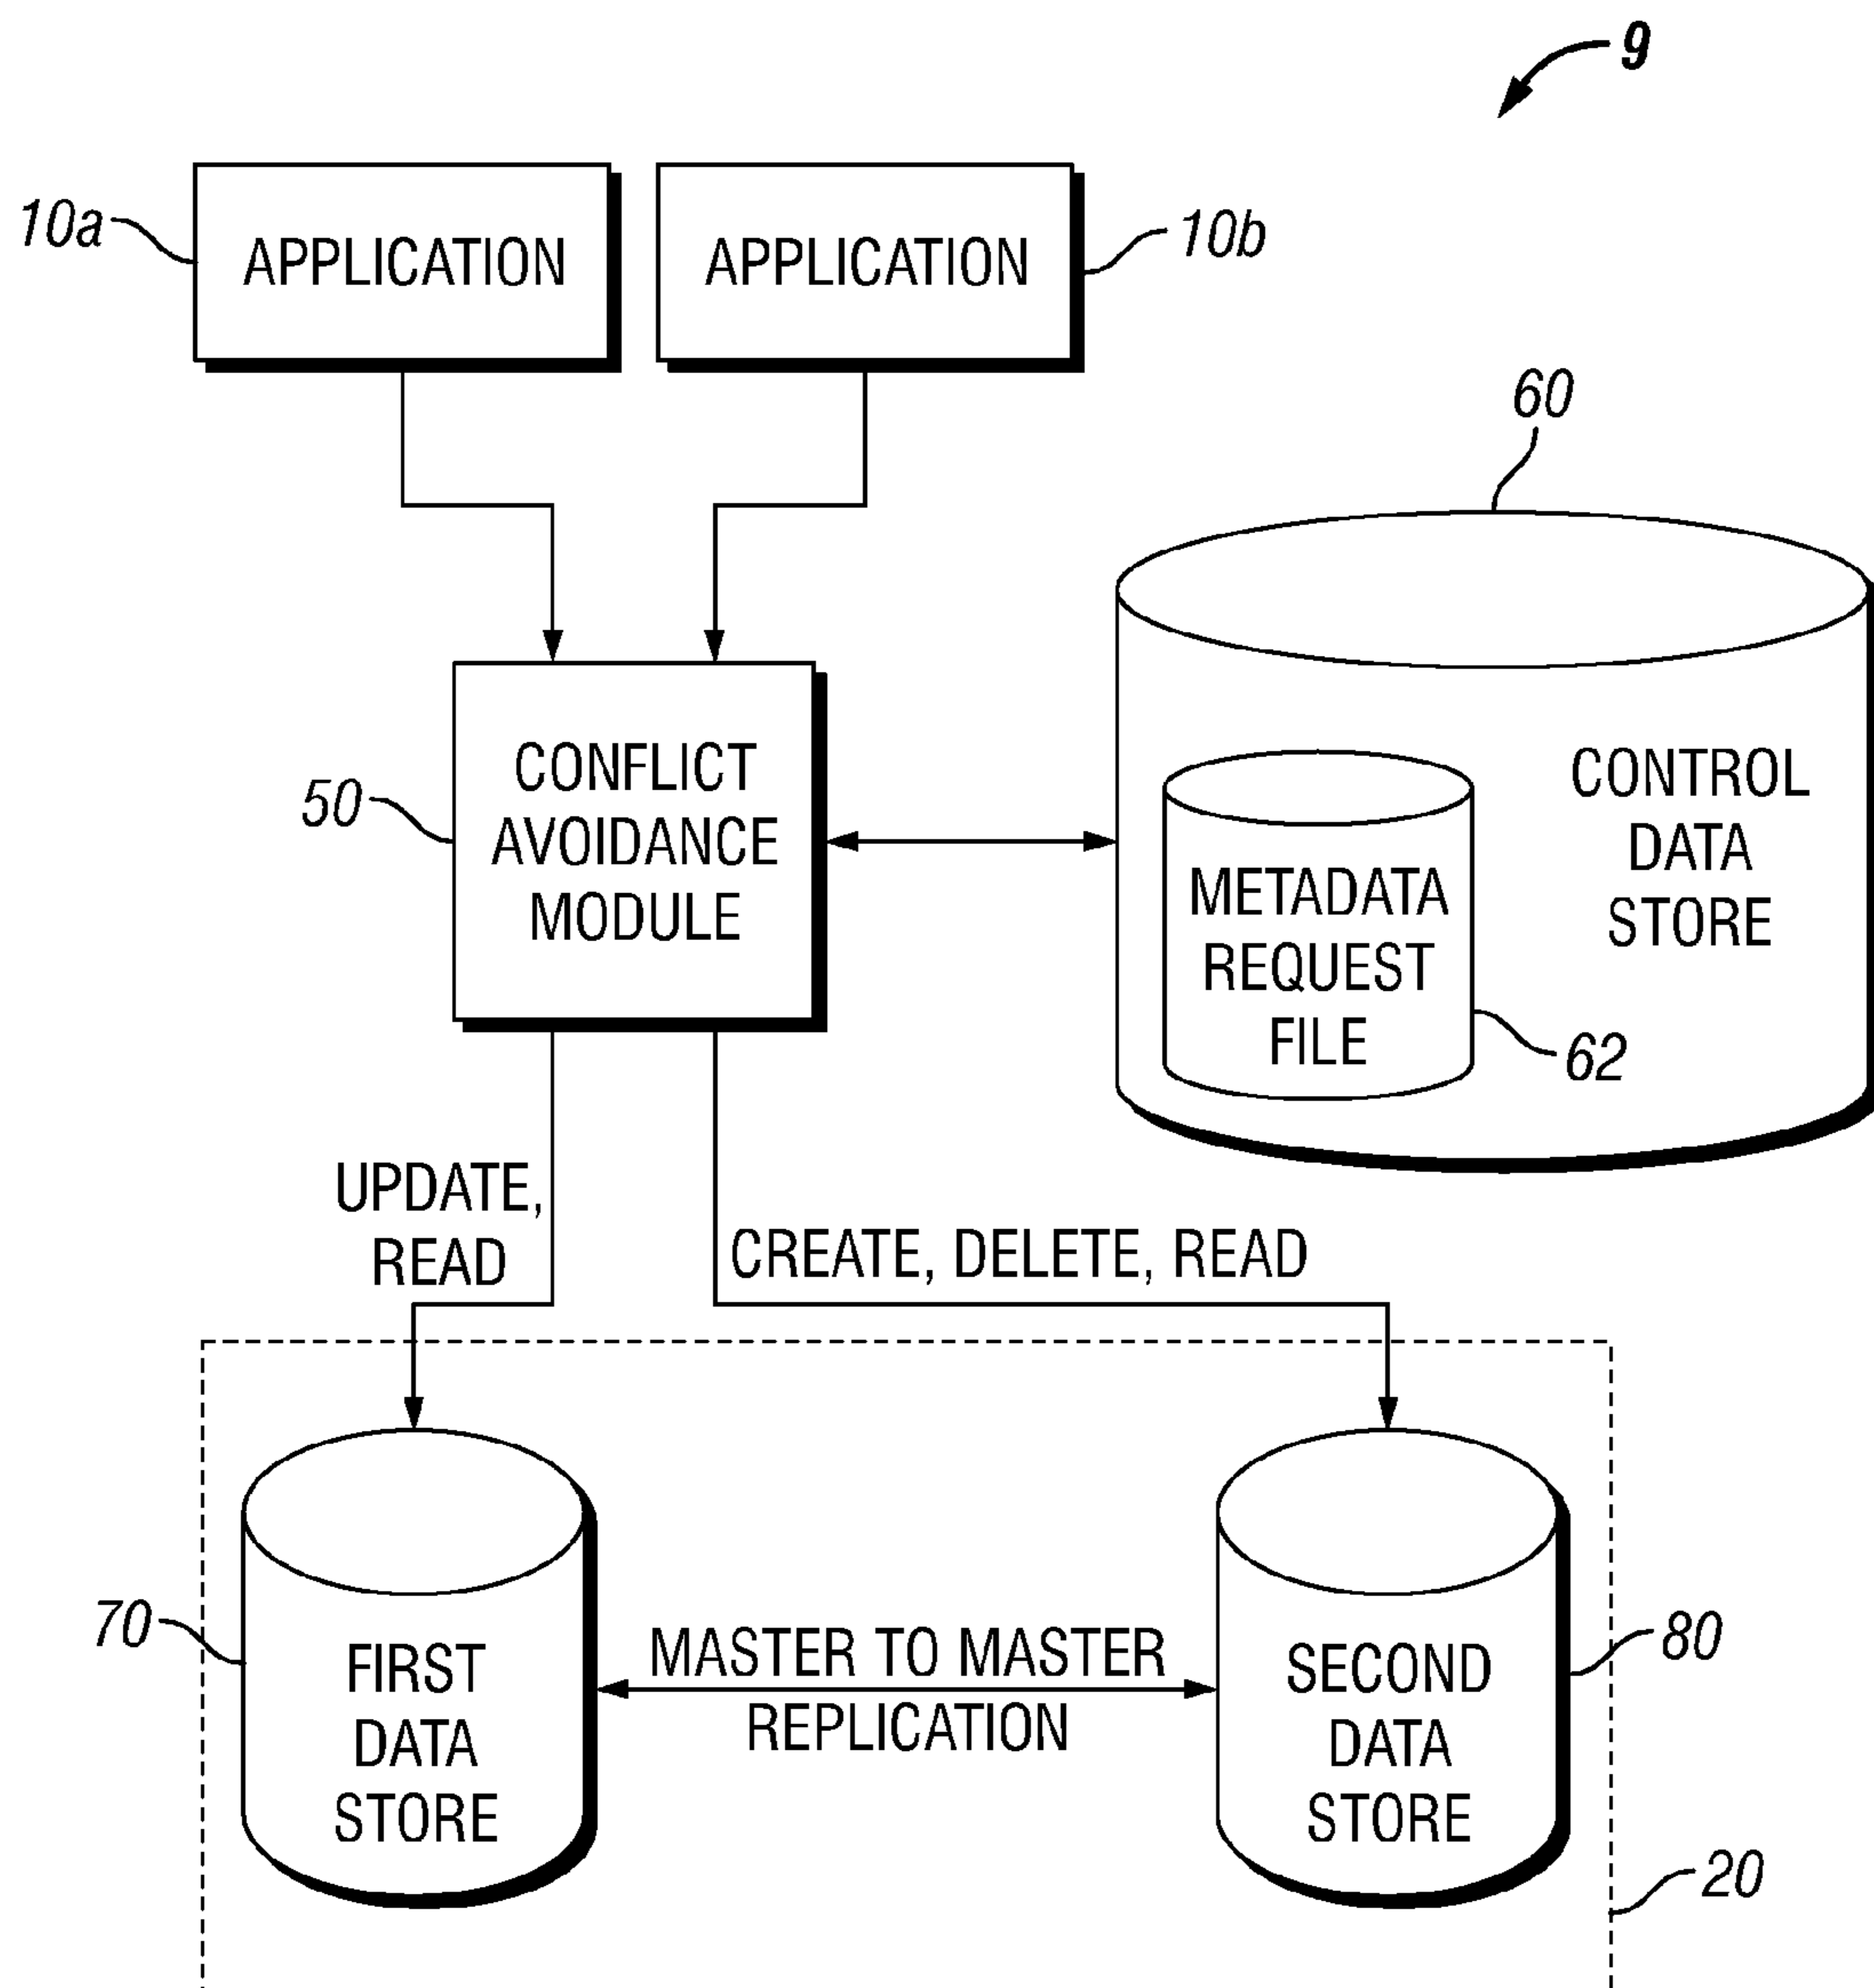 9
10a
APPLICATION
APPLICATION
10b
60
50
CONFLICT
AVOIDANCE
MODULE
CONTROL
DATA
STORE
METADATA
REQUEST
FILE
62
UPDATE,
READ
CREATE, DELETE, READ
70
FIRST
DATA
STORE
MASTER TO MASTER
REPLICATION
SECOND
DATA
STORE
80
20